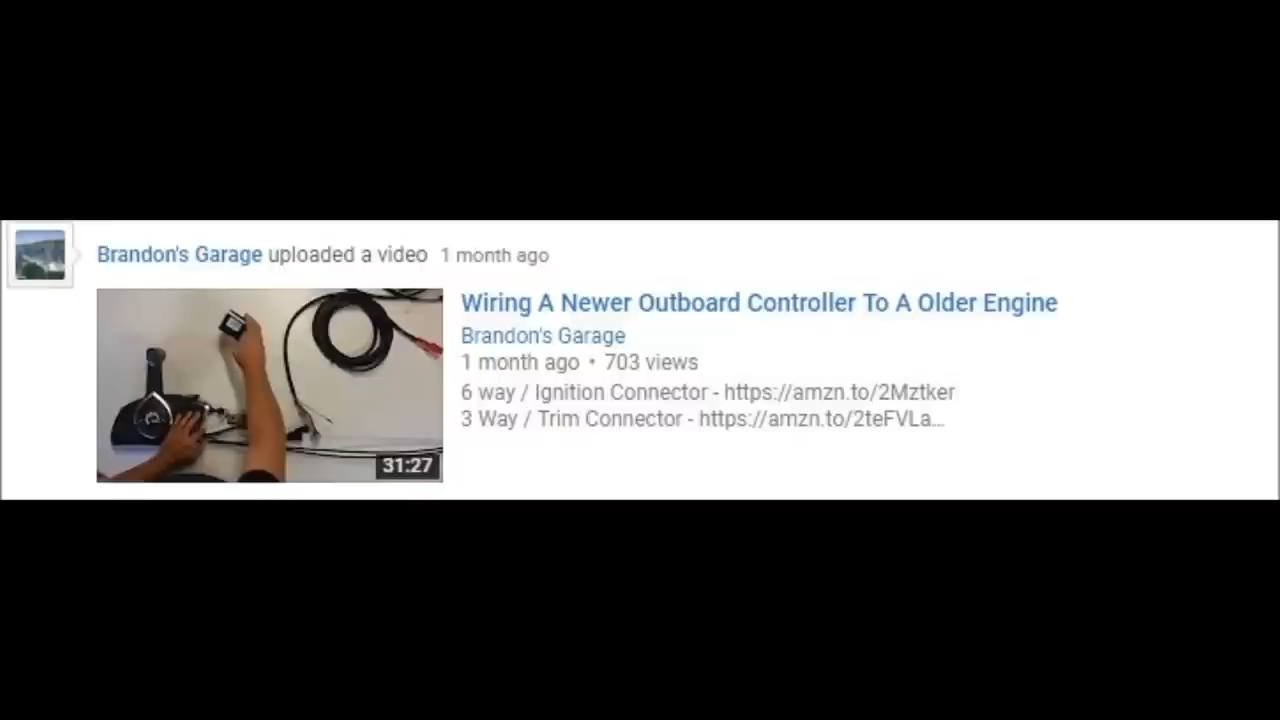 Brandon's Garage uploaded a video 1 month ago
Wiring A Newer Outboard Controller To A Older Engine
Brandon's Garage
1 month ago • 703 views
6 way / Ignition Connector - https://amzn.to/2Mztker
3 Way / Trim Connector - https://amzn.to/2teFVLa...
31:27